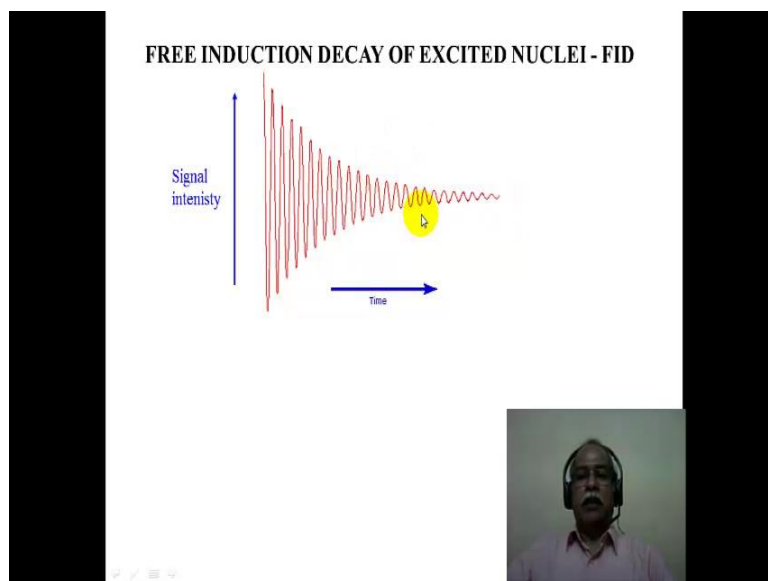 FREE INDUCTION DECAY OF EXCITED NUCLEI - FID
Signal
intenisty
Time